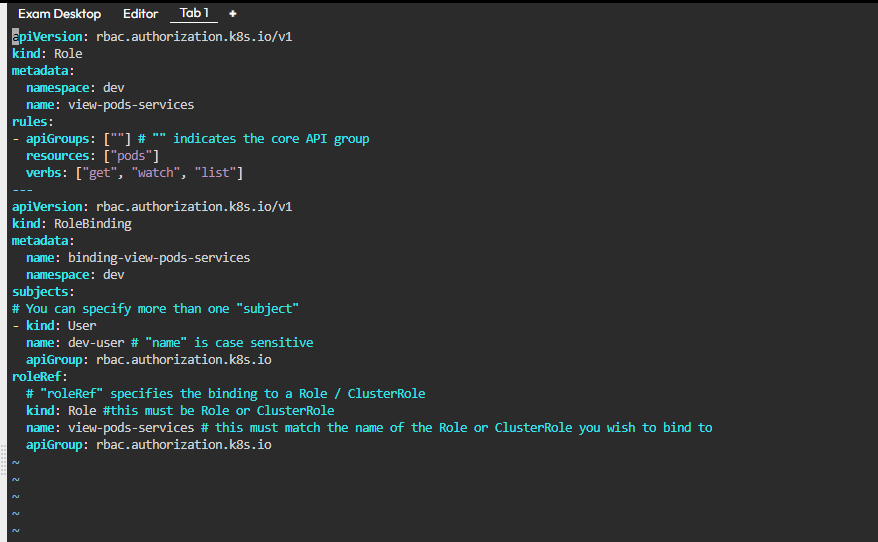 Exam Desktop Editor Tab 1 +
apiVersion: rbac.authorization.k8s.io/v1
kind: Role
metadata:
  namespace: dev
  name: view-pods-services
rules:
- apiGroups: [""] # "" indicates the core API group
  resources: ["pods"]
  verbs: ["get", "watch", "list"]
---
apiVersion: rbac.authorization.k8s.io/v1
kind: RoleBinding
metadata:
  name: binding-view-pods-services
  namespace: dev
subjects:
# You can specify more than one "subject"
- kind: User
  name: dev-user # "name" is case sensitive
  apiGroup: rbac.authorization.k8s.io
roleRef:
  # "roleRef" specifies the binding to a Role / ClusterRole
  kind: Role #this must be Role or ClusterRole
  name: view-pods-services # this must match the name of the Role or ClusterRole you wish to bind to
  apiGroup: rbac.authorization.k8s.io
~
~
~
~
~